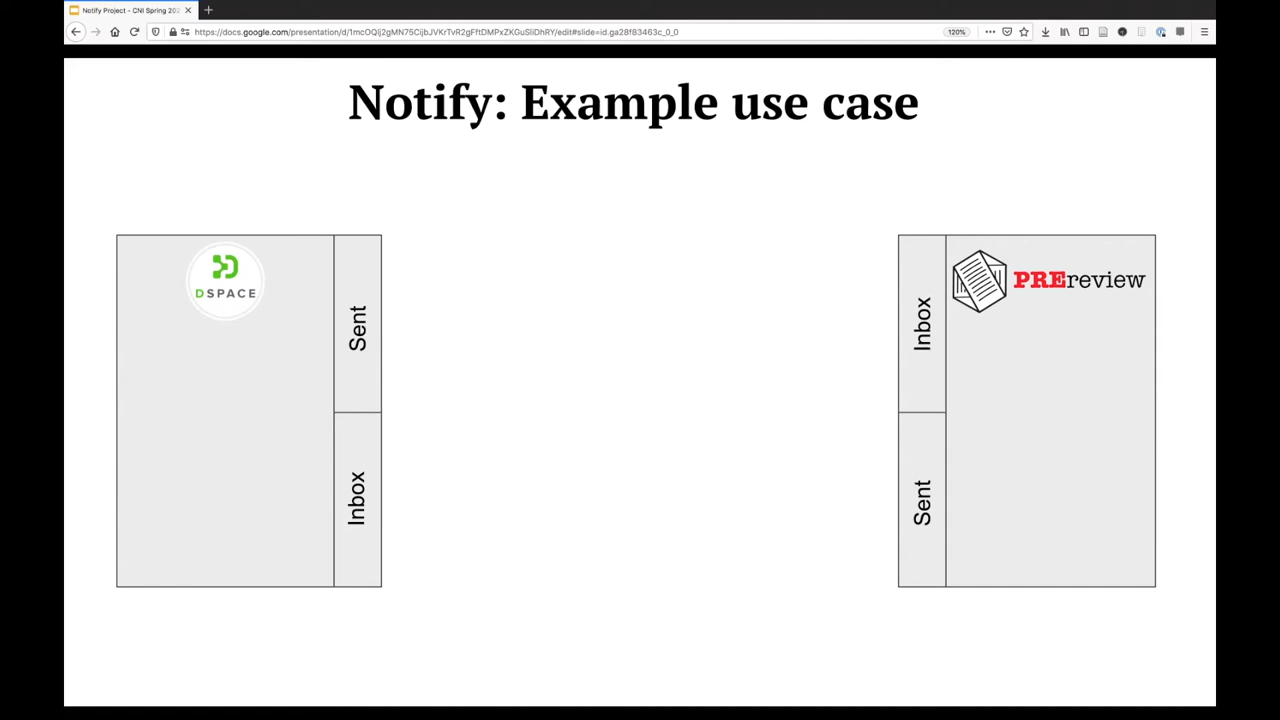 Notify Project - CNI Spring 202
https://docs.google.com/presentation/d/1mcOQlj2gMN75CijbJVKrTvR2gFftDMPxZKGuSliDhRY/edit#slide=id.ga28f83463c_0_0
120%
Notify: Example use case
DSPACE
Sent
Inbox
Inbox
Sent
PREreview